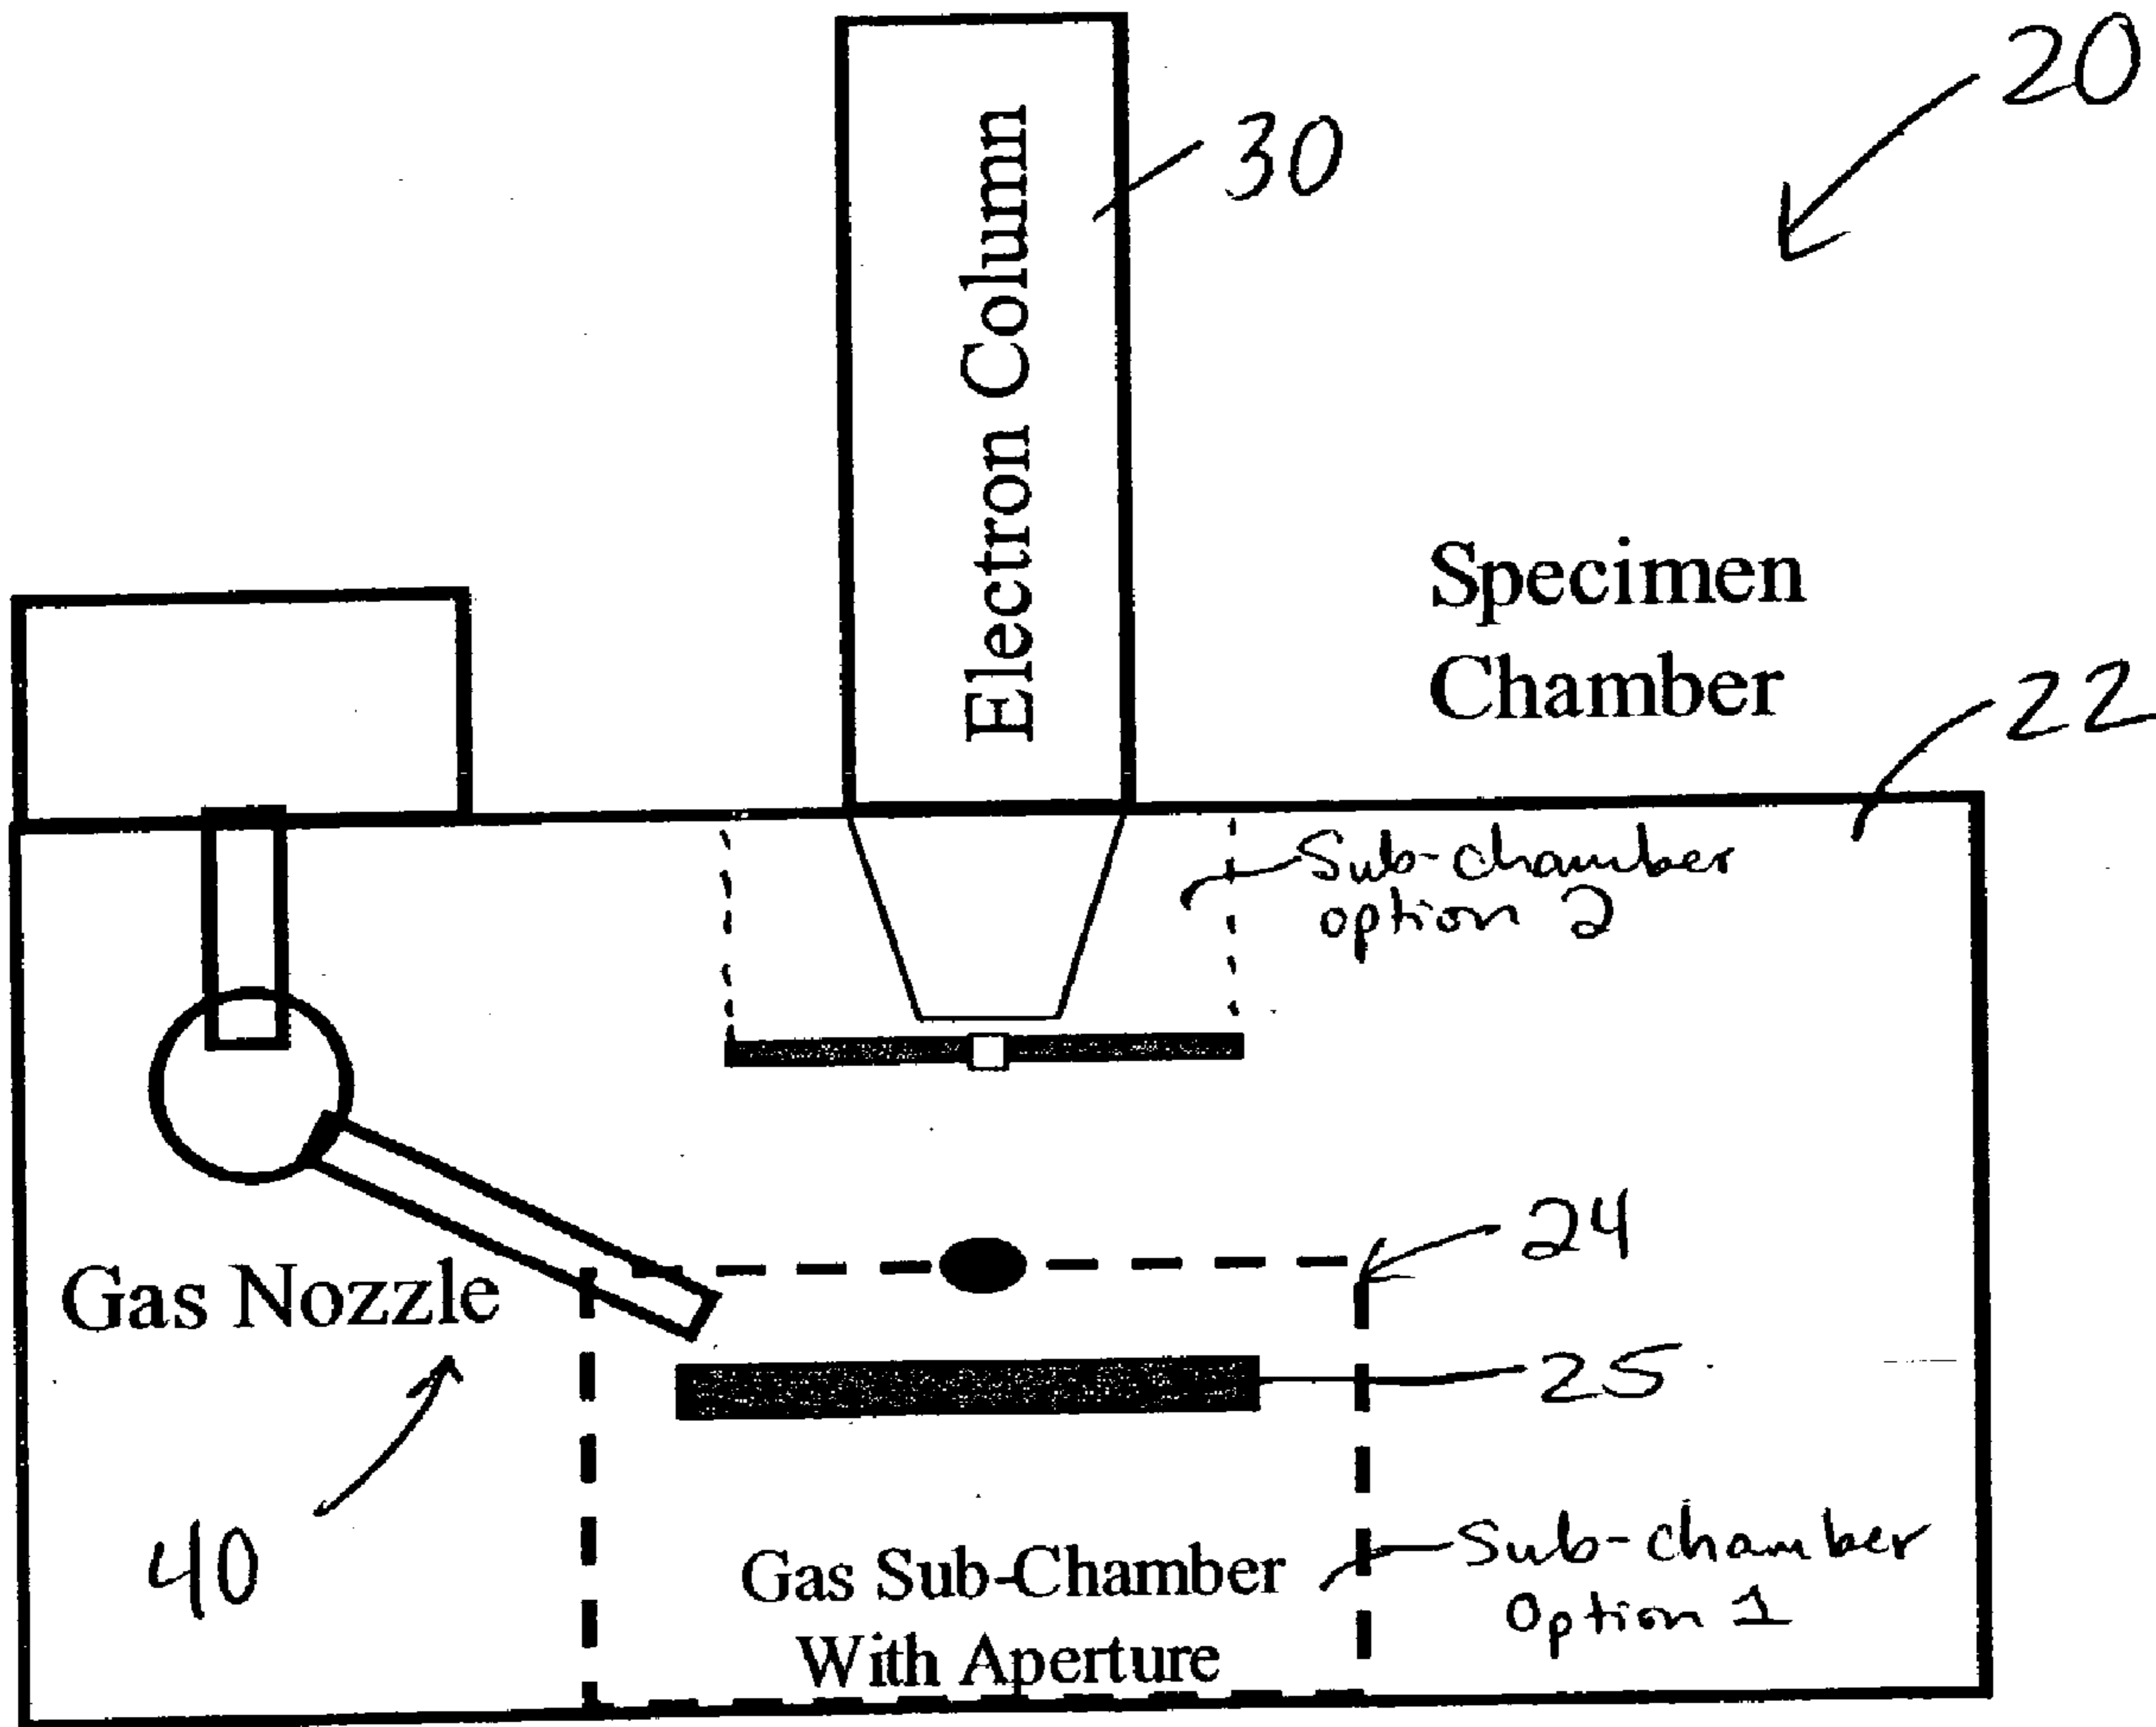 20
30
Electron Column
Specimen
Chamber
22
Sub-chamber
option 2
24
Gas Nozzle
25
40
Gas Sub-Chamber
With Aperture
Sub-chamber
Option 1